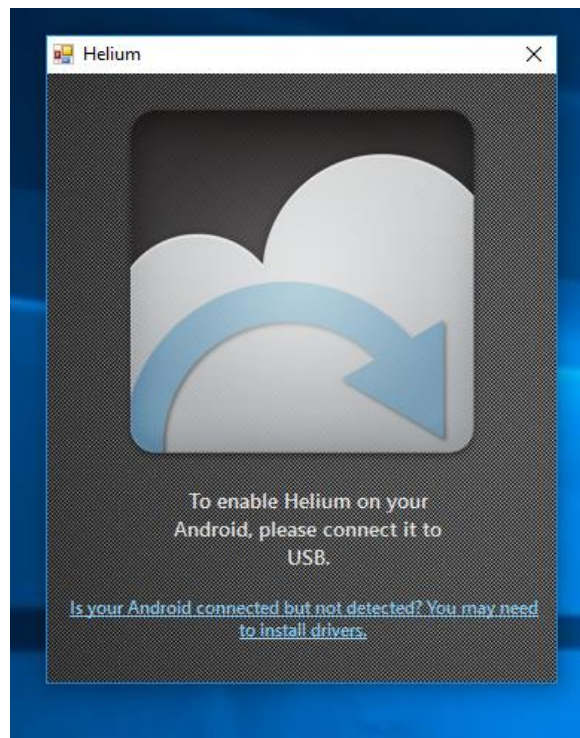 Helium
To enable Helium on your
Android, please connect it to
USB.
Is your Android connected but not detected? You may need
to install drivers.